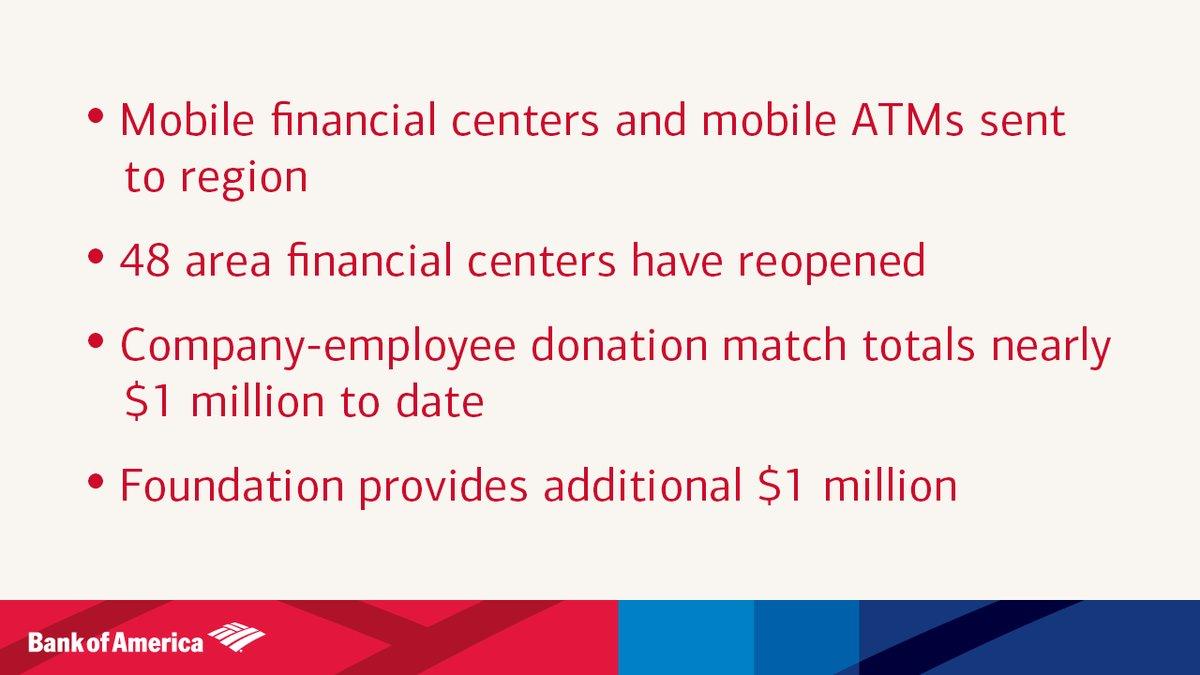 • Mobile financial centers and mobile ATMs sent
to region
• 48 area financial centers have reopened
• Company-employee donation match totals nearly
$1 million to date
• Foundation provides additional $1 million
Bank of America